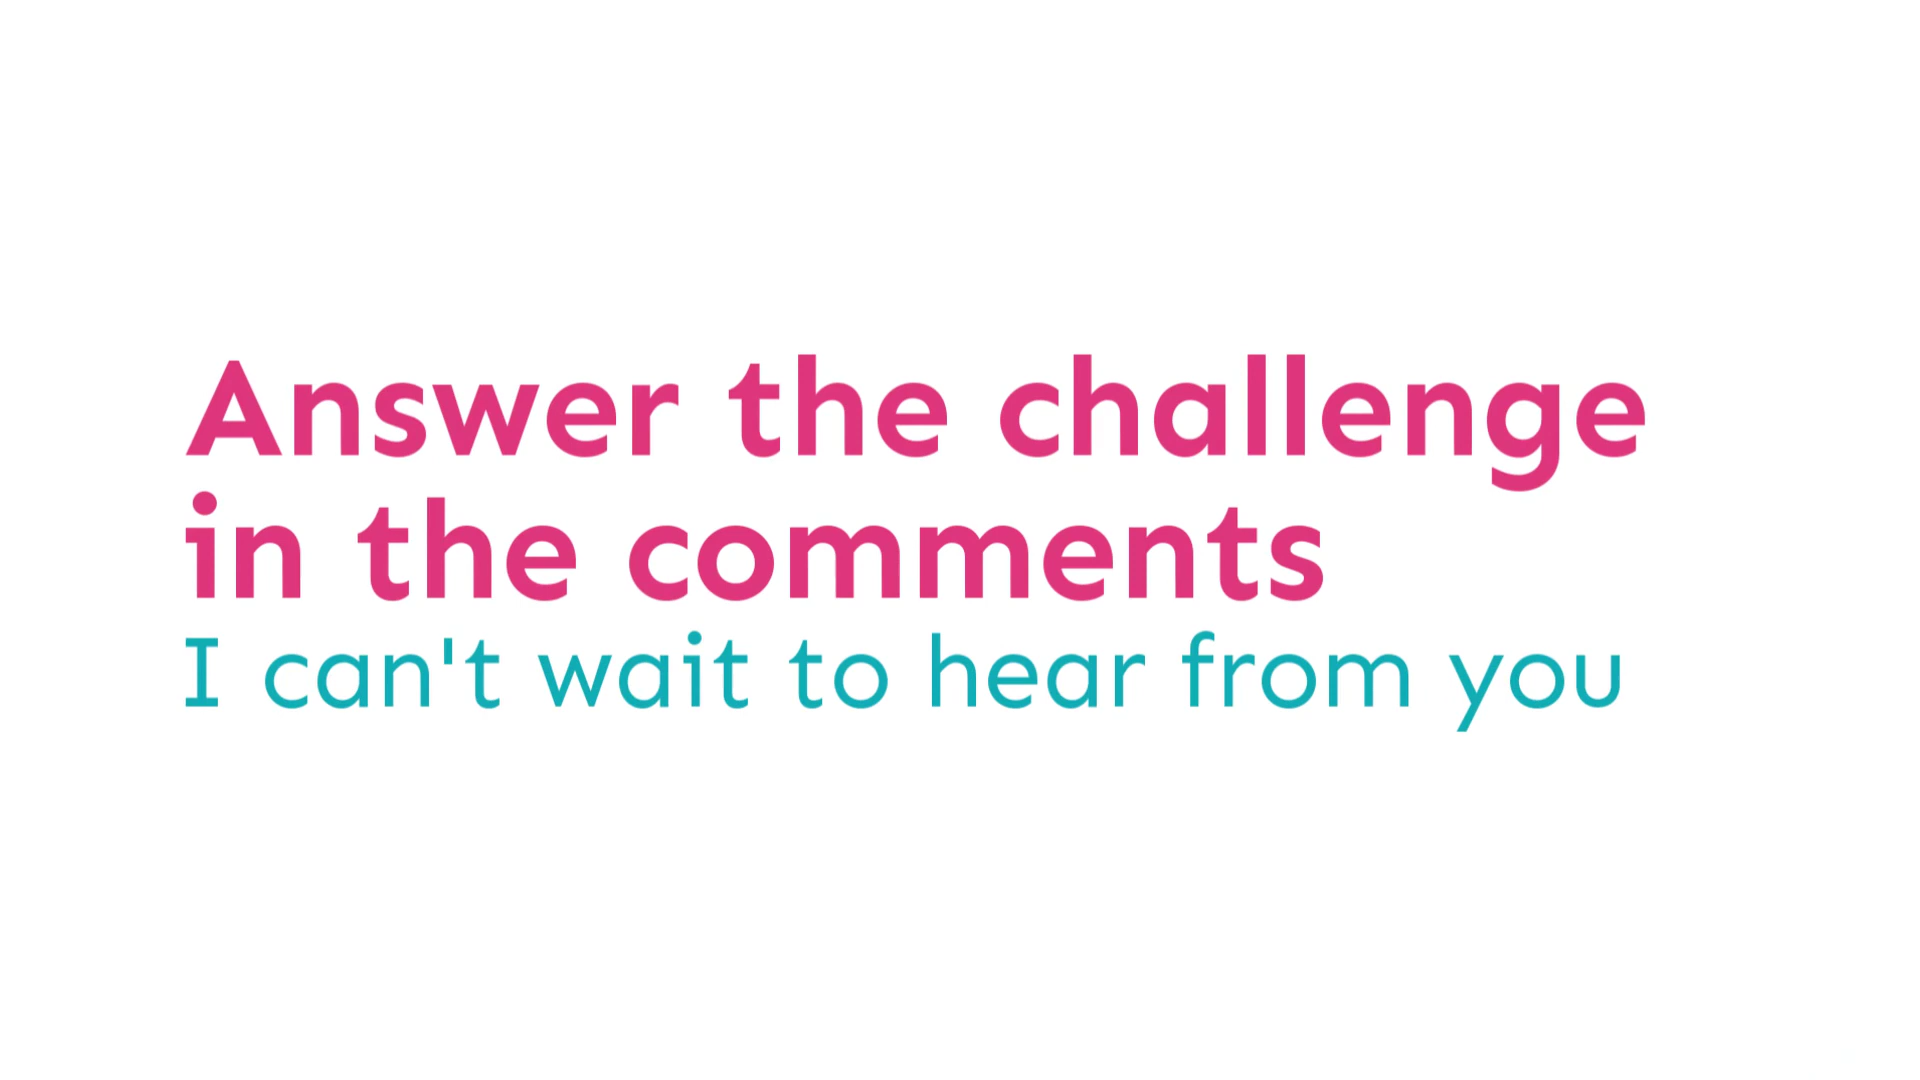 Answer the challenge
in the comments
I can't wait to hear from you